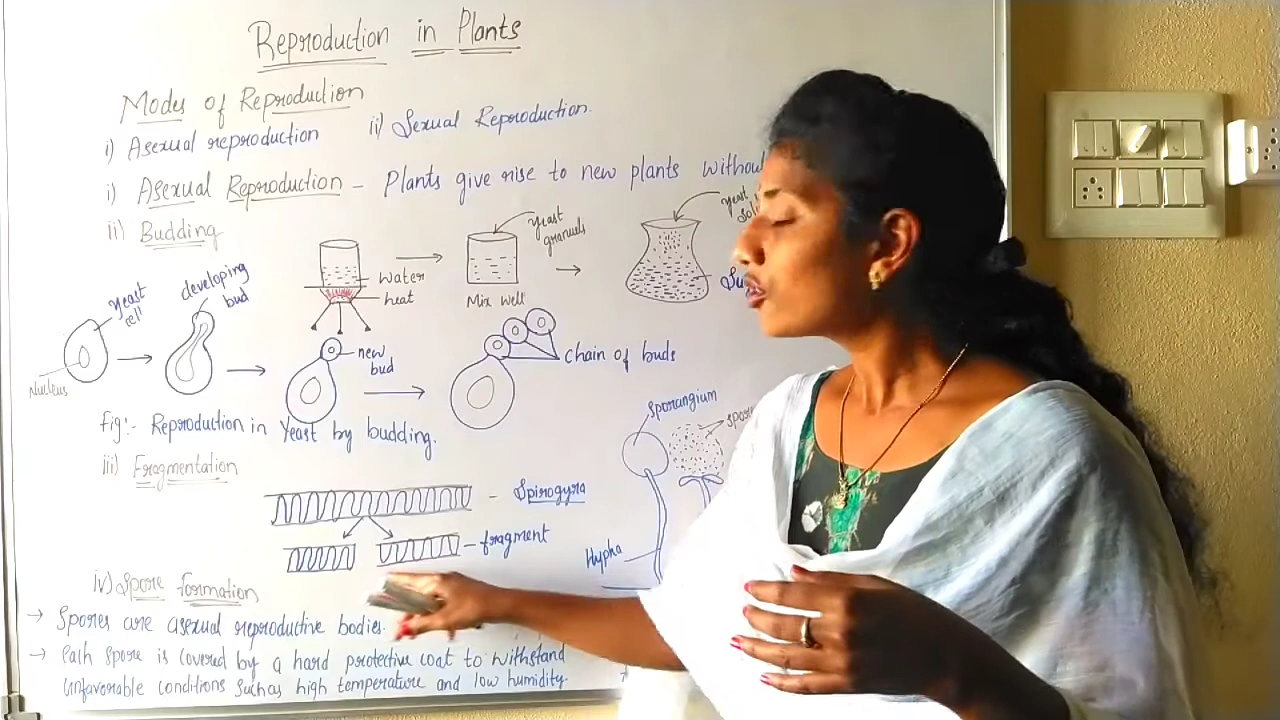 Reproduction in Plants
Modes of Reproduction
i) Asexual reproduction ii) Sexual Reproduction.
i) Asexual Reproduction - Plants give rise to new plants
ii) Budding
yeast cell
developing bud
Nucleus
water
heat
yeast granuels
Mix well
yeast
new bud
chain of buds
fig:- Reproduction in Yeast by budding.
iii) Fragmentation
Spirogyra
fragment
Sporangium
Hypha
iv) Spore formation
→ Spores are asexual reproductive bodies.
→ Each spore is covered by a hard protective coat to withstand
unfavorable conditions such as high temperature and low humidity.